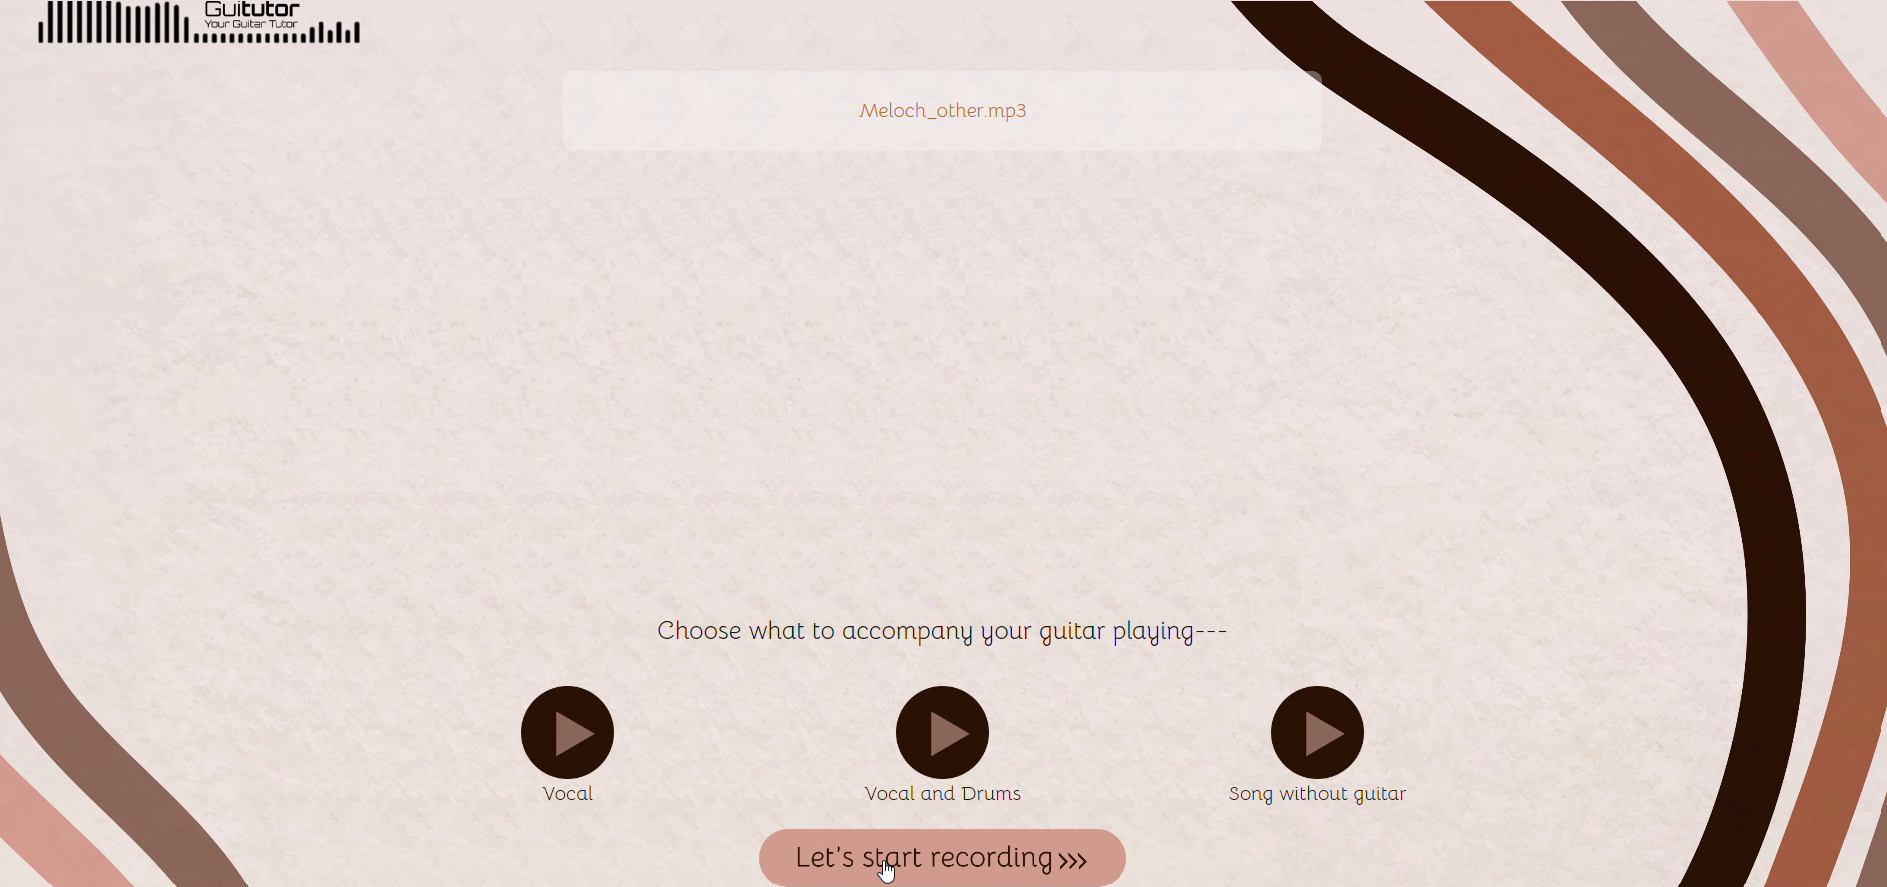 Guitutor
Your Guitar Tutor
Meloch_other.mp3
Choose what to accompany your guitar playing---
Vocal
Vocal and Drums
Song without guitar
Let's start recording >>>